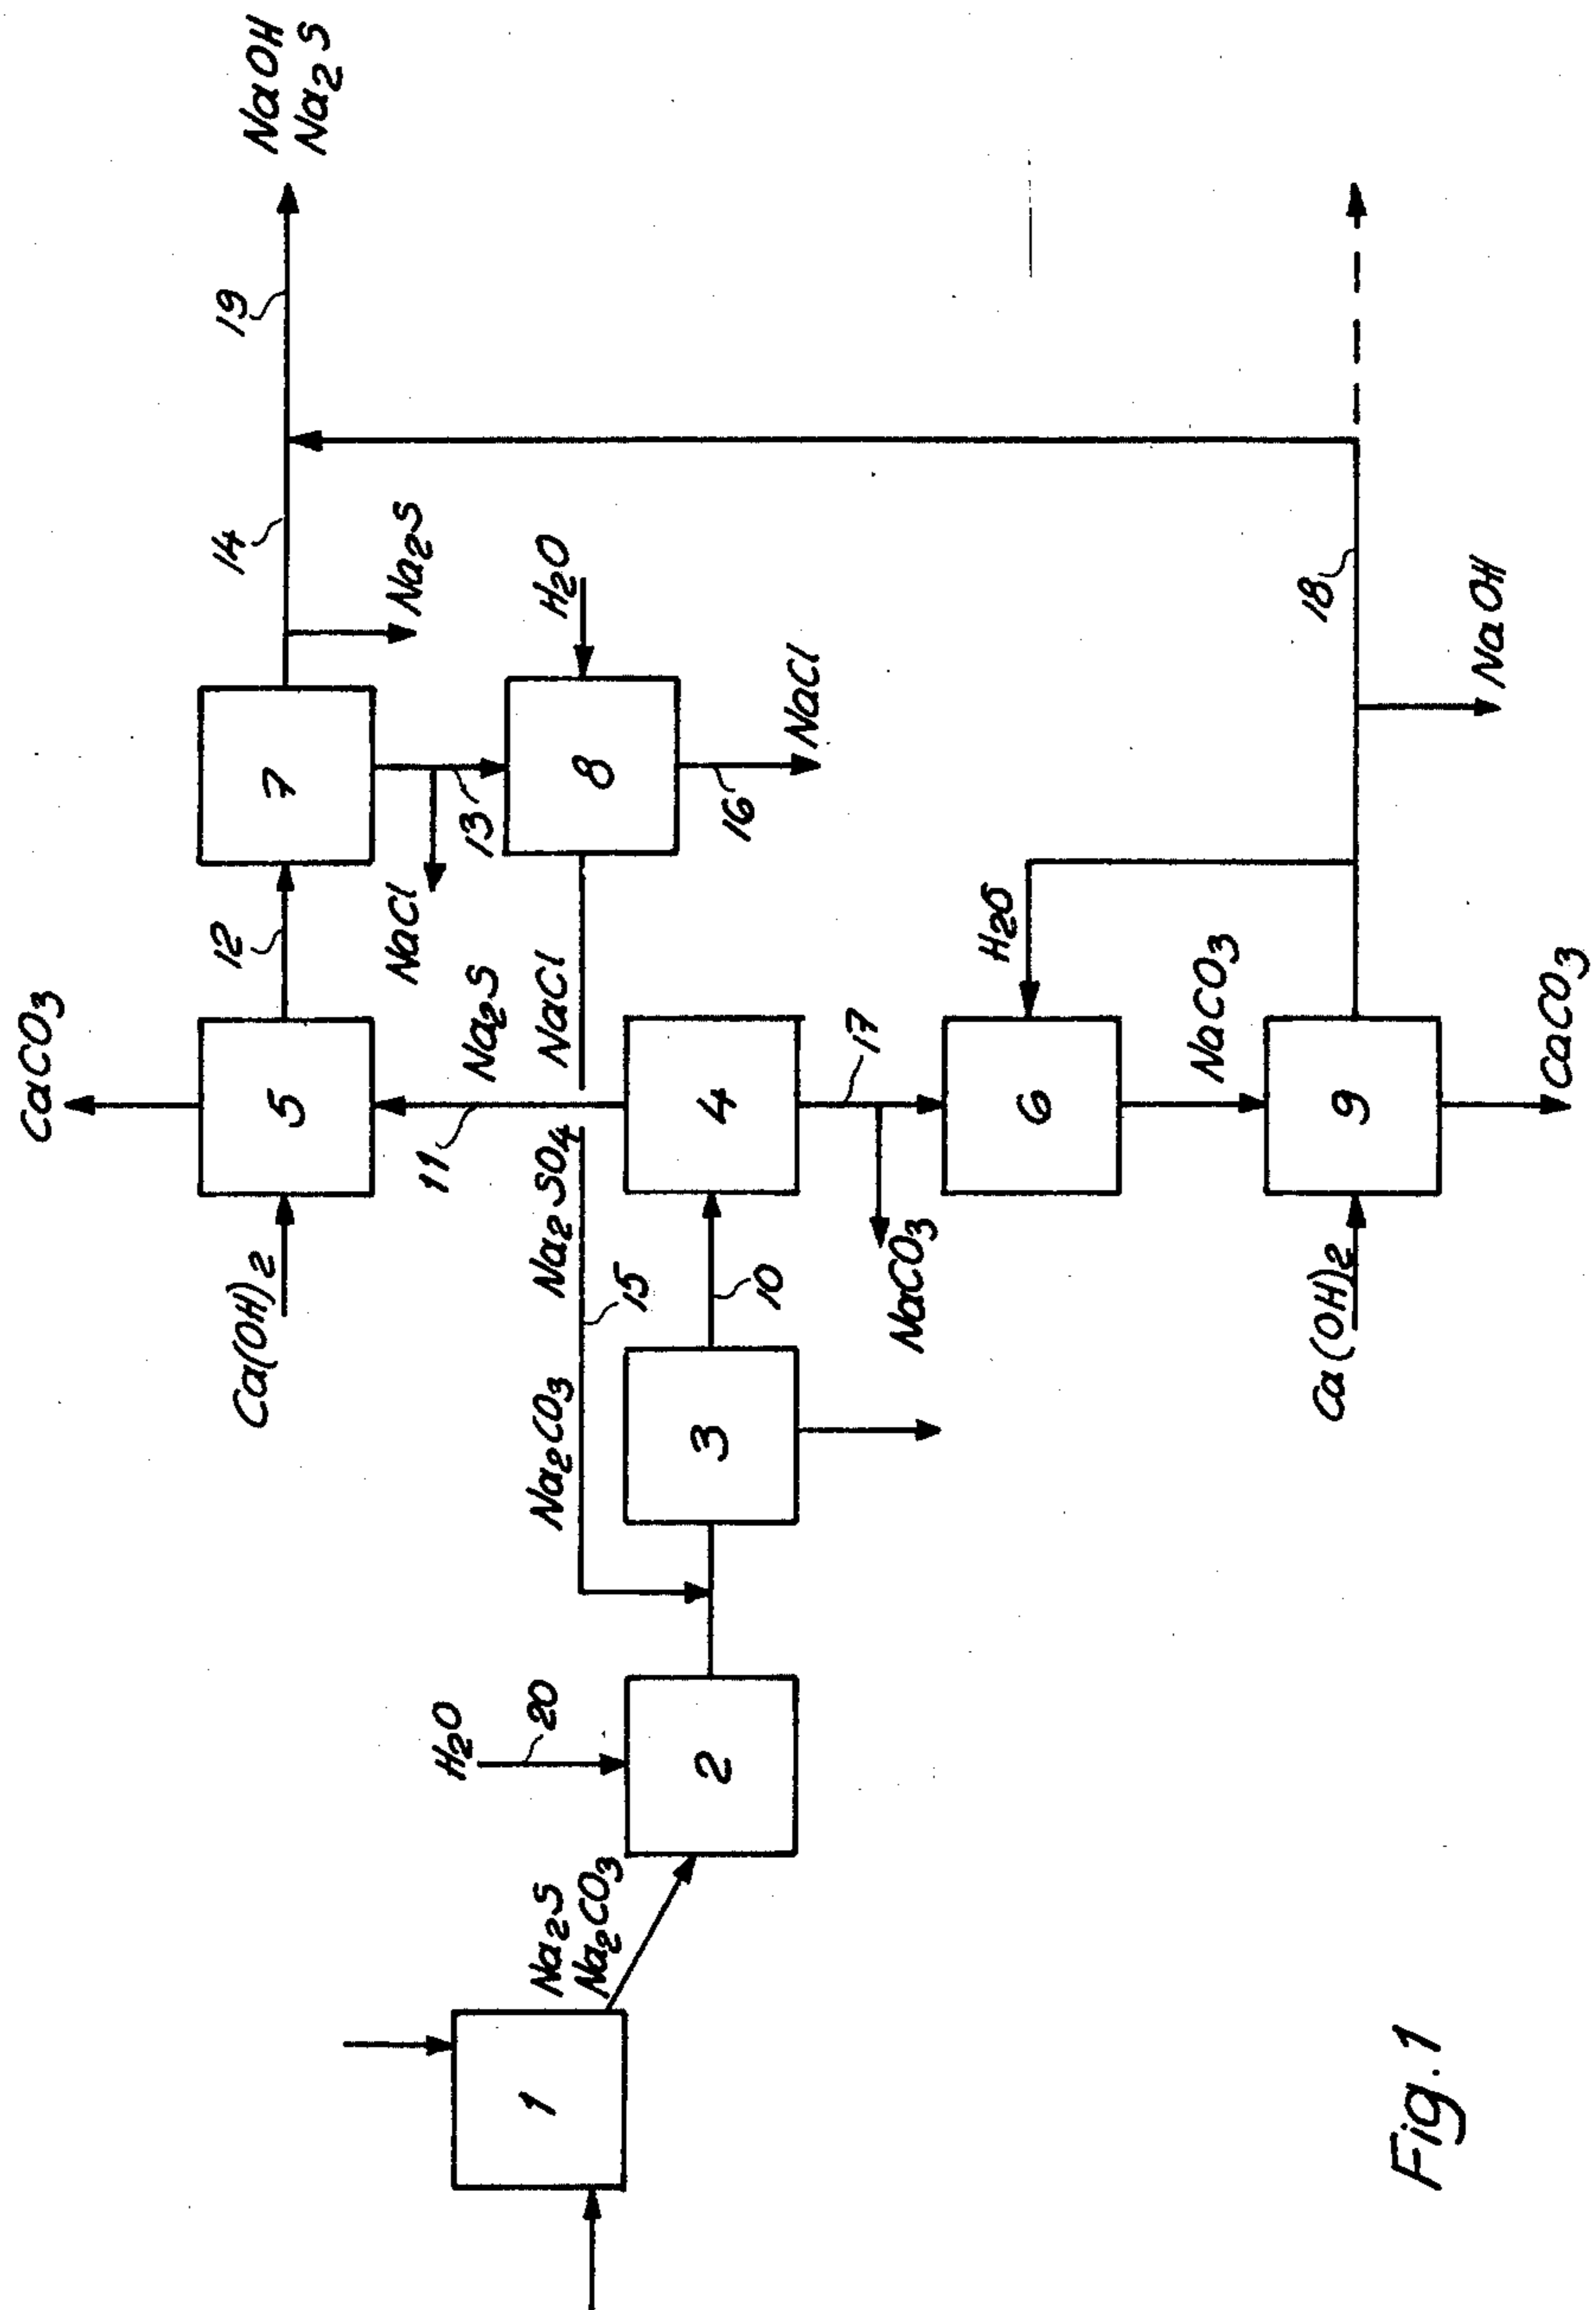 CaCO3
NaOH
Na2S
19
14
12
Ca(OH)2
5
7
NaCl
Na2S
11
H2O
13
Na2S
20
Na2CO3
Na2SO4
NaCl
H2O
Na2S
Na2CO3
1
15
8
2
3
10
4
16
NaCl
17
NaCO3
H2O
6
NaCO3
18
Ca(OH)2
9
NaOH
CaCO3
Fig. 1